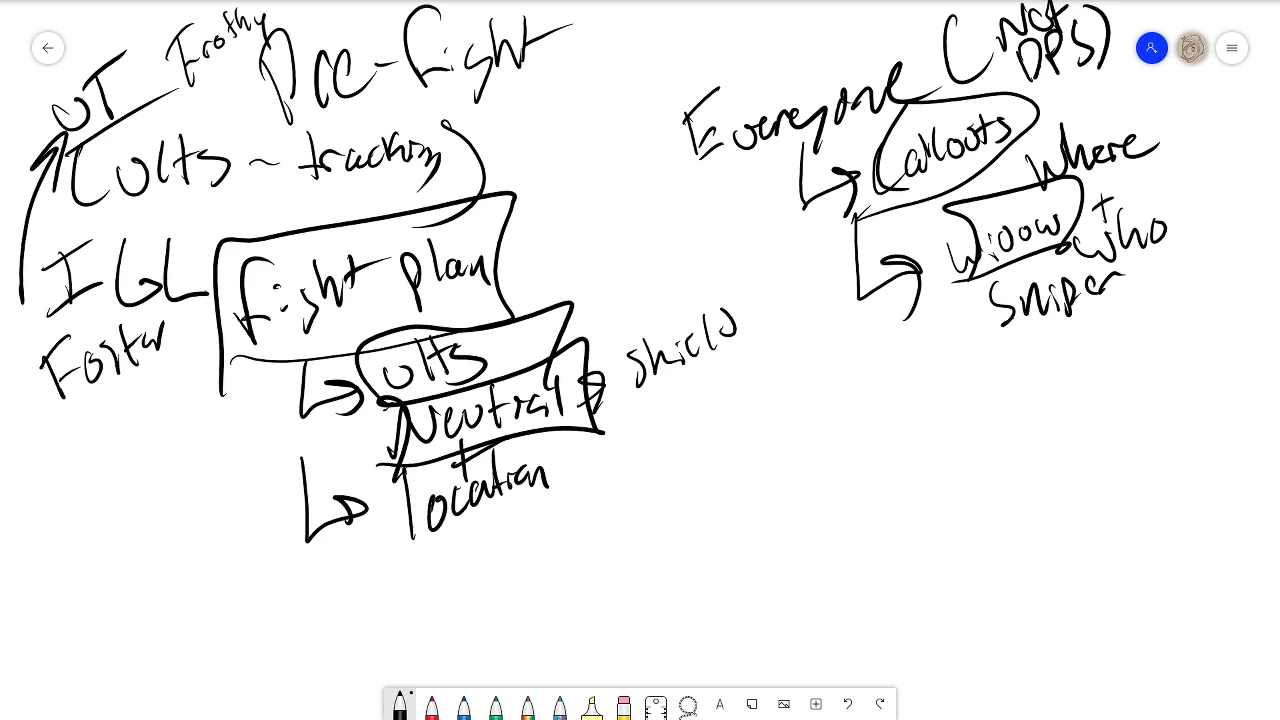 Frothy
Pre-fight
OT
(ults ~ tracking)
IGL
Foster
fight plan
ults
Neutral
shield
+
location
Everyone (Not DPS)
callouts
Where
+
who
widow
sniper
A